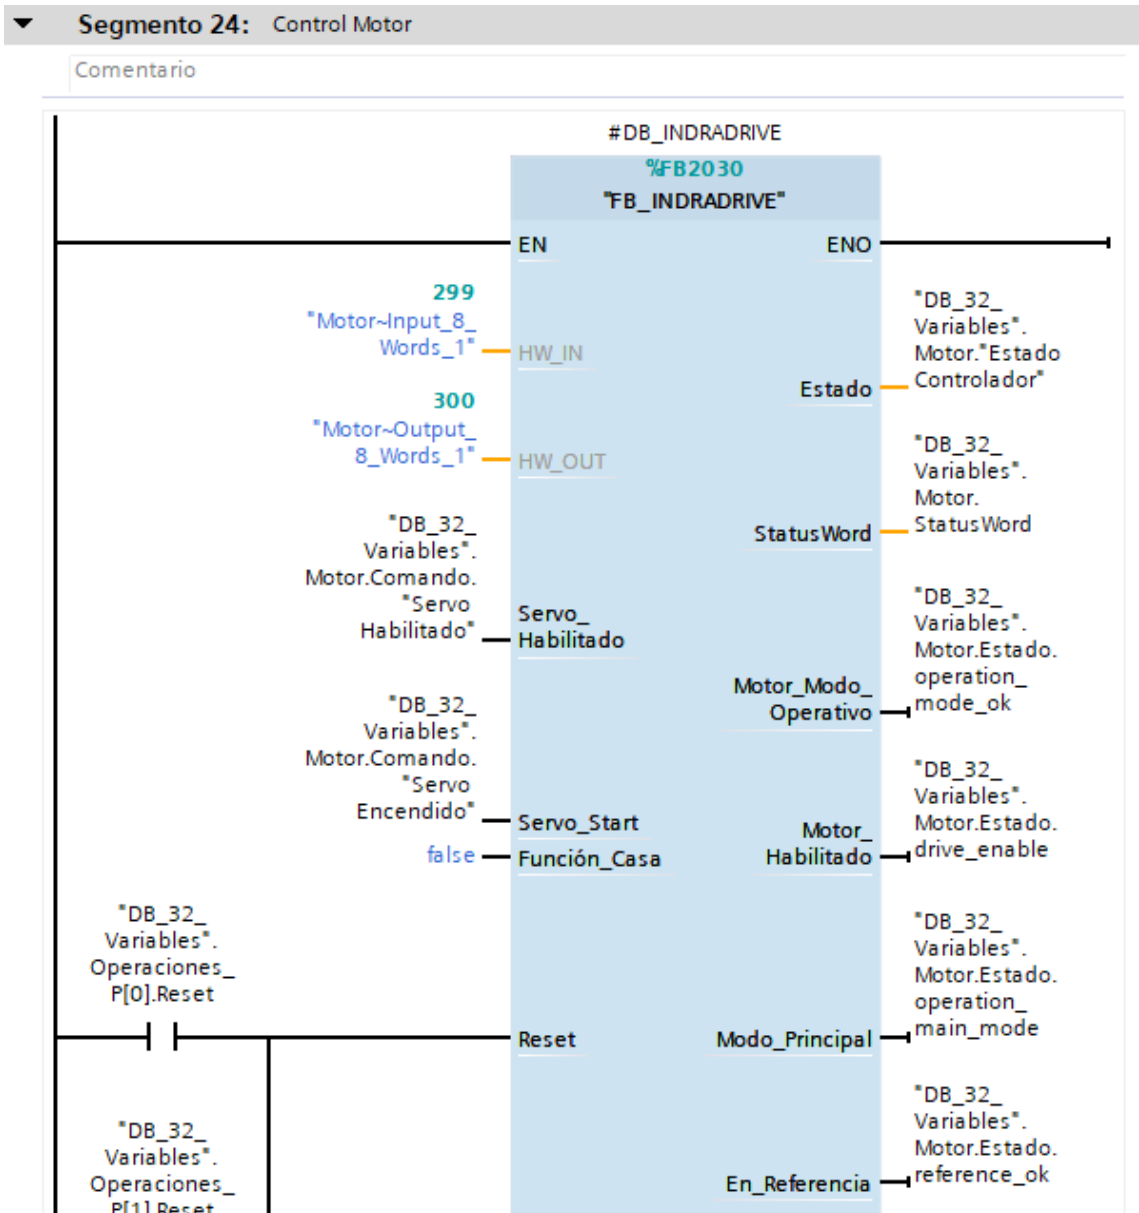 Segmento 24: Control Motor
Comentario
#DB_INDRADRIVE
%FB2030
"FB_INDRADRIVE"
EN
ENO
299
"Motor~Input_8_
Words_1"
HW_IN
"DB_32_
Variables".
Motor."Estado
Controlador"
Estado
300
"Motor~Output_
8_Words_1"
HW_OUT
"DB_32_
Variables".
Motor.
StatusWord
StatusWord
"DB_32_
Variables".
Motor.Comando.
"Servo
Habilitado"
Servo_
Habilitado
"DB_32_
Variables".
Motor.Estado.
operation_
mode_ok
Motor_Modo_
Operativo
"DB_32_
Variables".
Motor.Comando.
"Servo
Encendido"
Servo_Start
"DB_32_
Variables".
Motor.Estado.
drive_enable
Motor_
Habilitado
false
Función_Casa
"DB_32_
Variables".
Operaciones_
P[0].Reset
Reset
"DB_32_
Variables".
Motor.Estado.
operation_
main_mode
Modo_Principal
"DB_32_
Variables".
Operaciones_
P[1].Reset
"DB_32_
Variables".
Motor.Estado.
reference_ok
En_Referencia